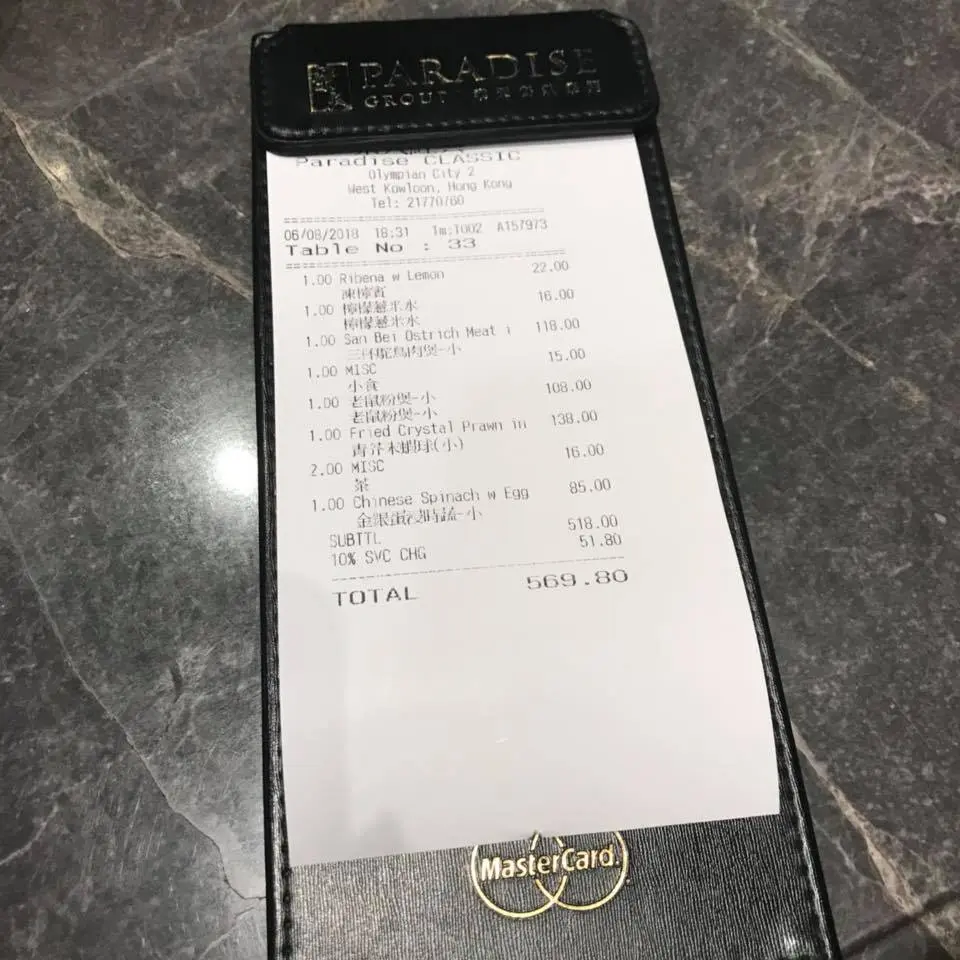 PARADISE
GROUP
Paradise CLASSIC
Olympian City 2
West Kowloon, Hong Kong
Tel: 21770760
06/08/2018 18:31 Tm:T002 A157973
Table No : 33
1.00 Ribena w Lemon 22.00
凍檸賓
1.00 檸檬薏米水 16.00
檸檬薏米水
1.00 San Bei Ostrich Meat i 118.00
三杯鴕鳥肉煲-小
1.00 MISC 15.00
小食
1.00 老鼠粉煲-小 108.00
老鼠粉煲-小
1.00 Fried Crystal Prawn in 138.00
青芥末蝦球(小)
2.00 MISC 16.00
茶
1.00 Chinese Spinach w Egg 85.00
金銀蛋浸時蔬-小
SUBTTL 518.00
10% SVC CHG 51.80
TOTAL 569.80
MasterCard.